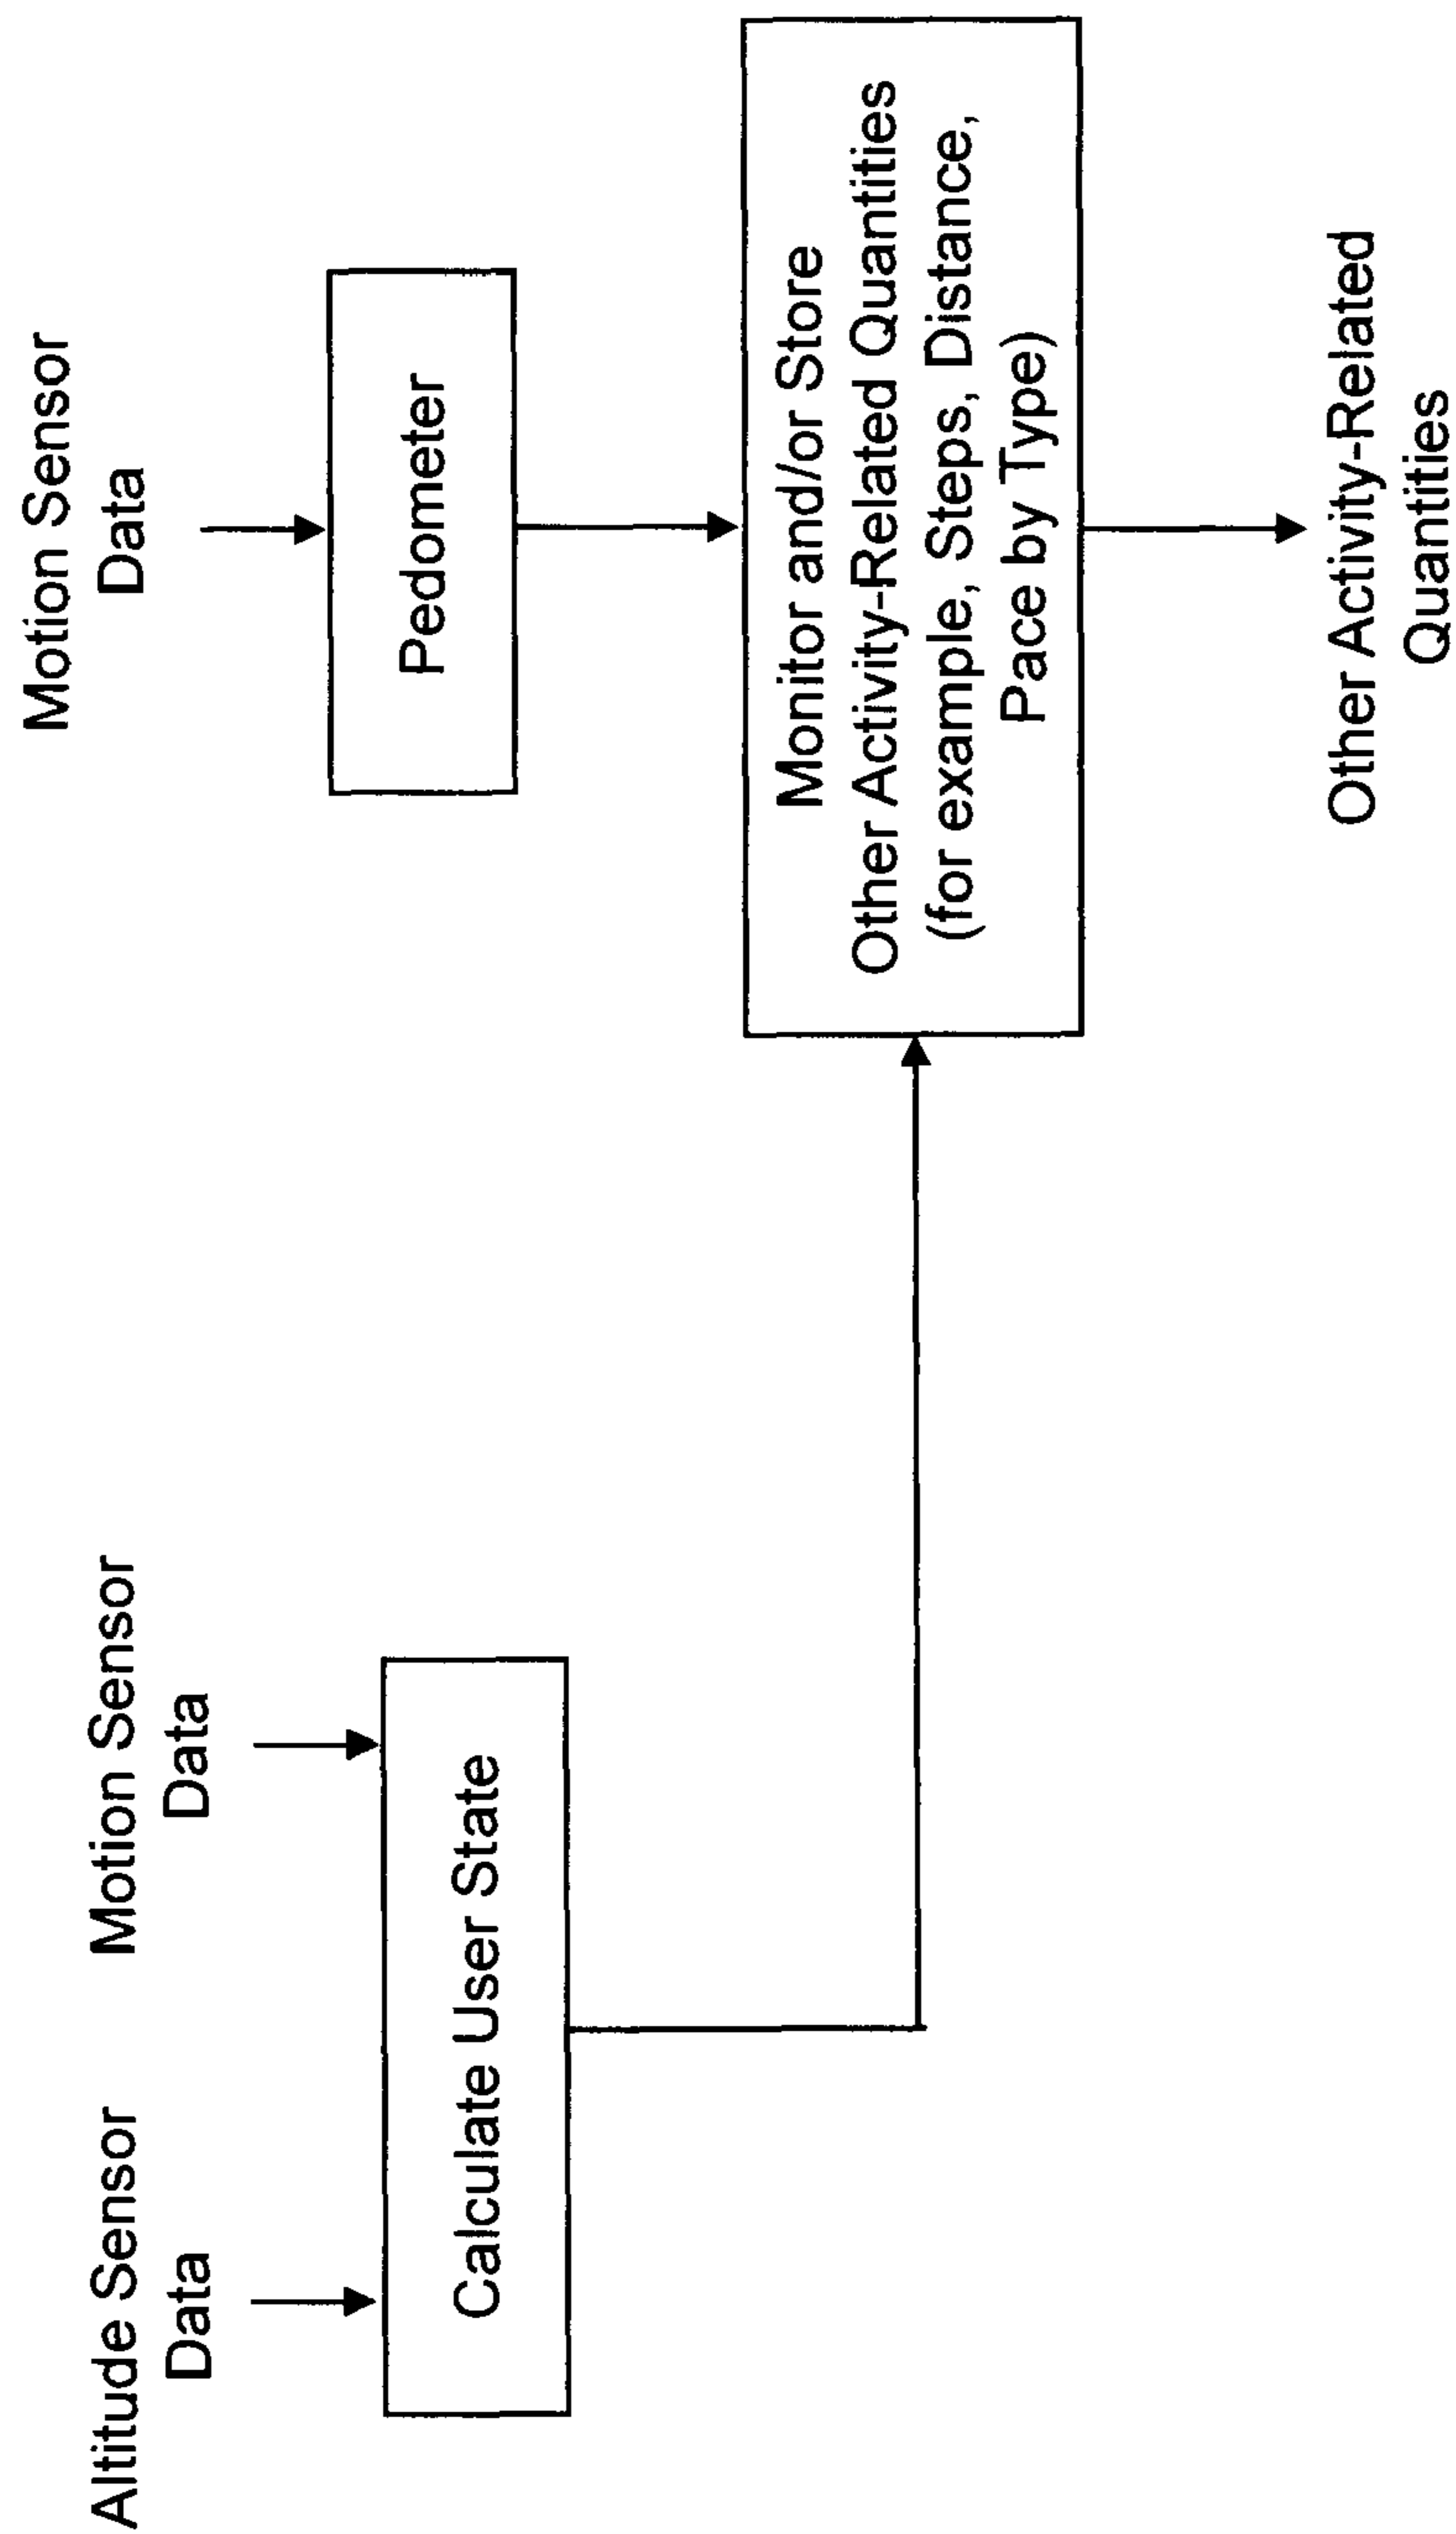 Altitude Sensor
Data
Motion Sensor
Data
Calculate User State
Motion Sensor
Data
Pedometer
Monitor and/or Store
Other Activity-Related Quantities
(for example, Steps, Distance,
Pace by Type)
Other Activity-Related
Quantities